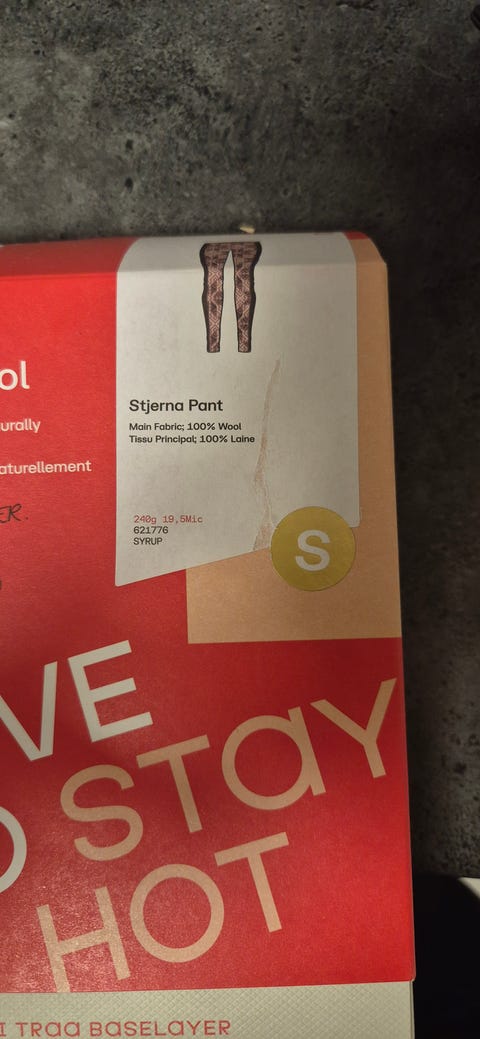 ol
urally
aturellement
ER.
Stjerna Pant
Main Fabric; 100% Wool
Tissu Principal; 100% Laine
240g 19,5Mic
621776
SYRUP
S
VE
STaY
HOT
I TRaa BaSELaYER